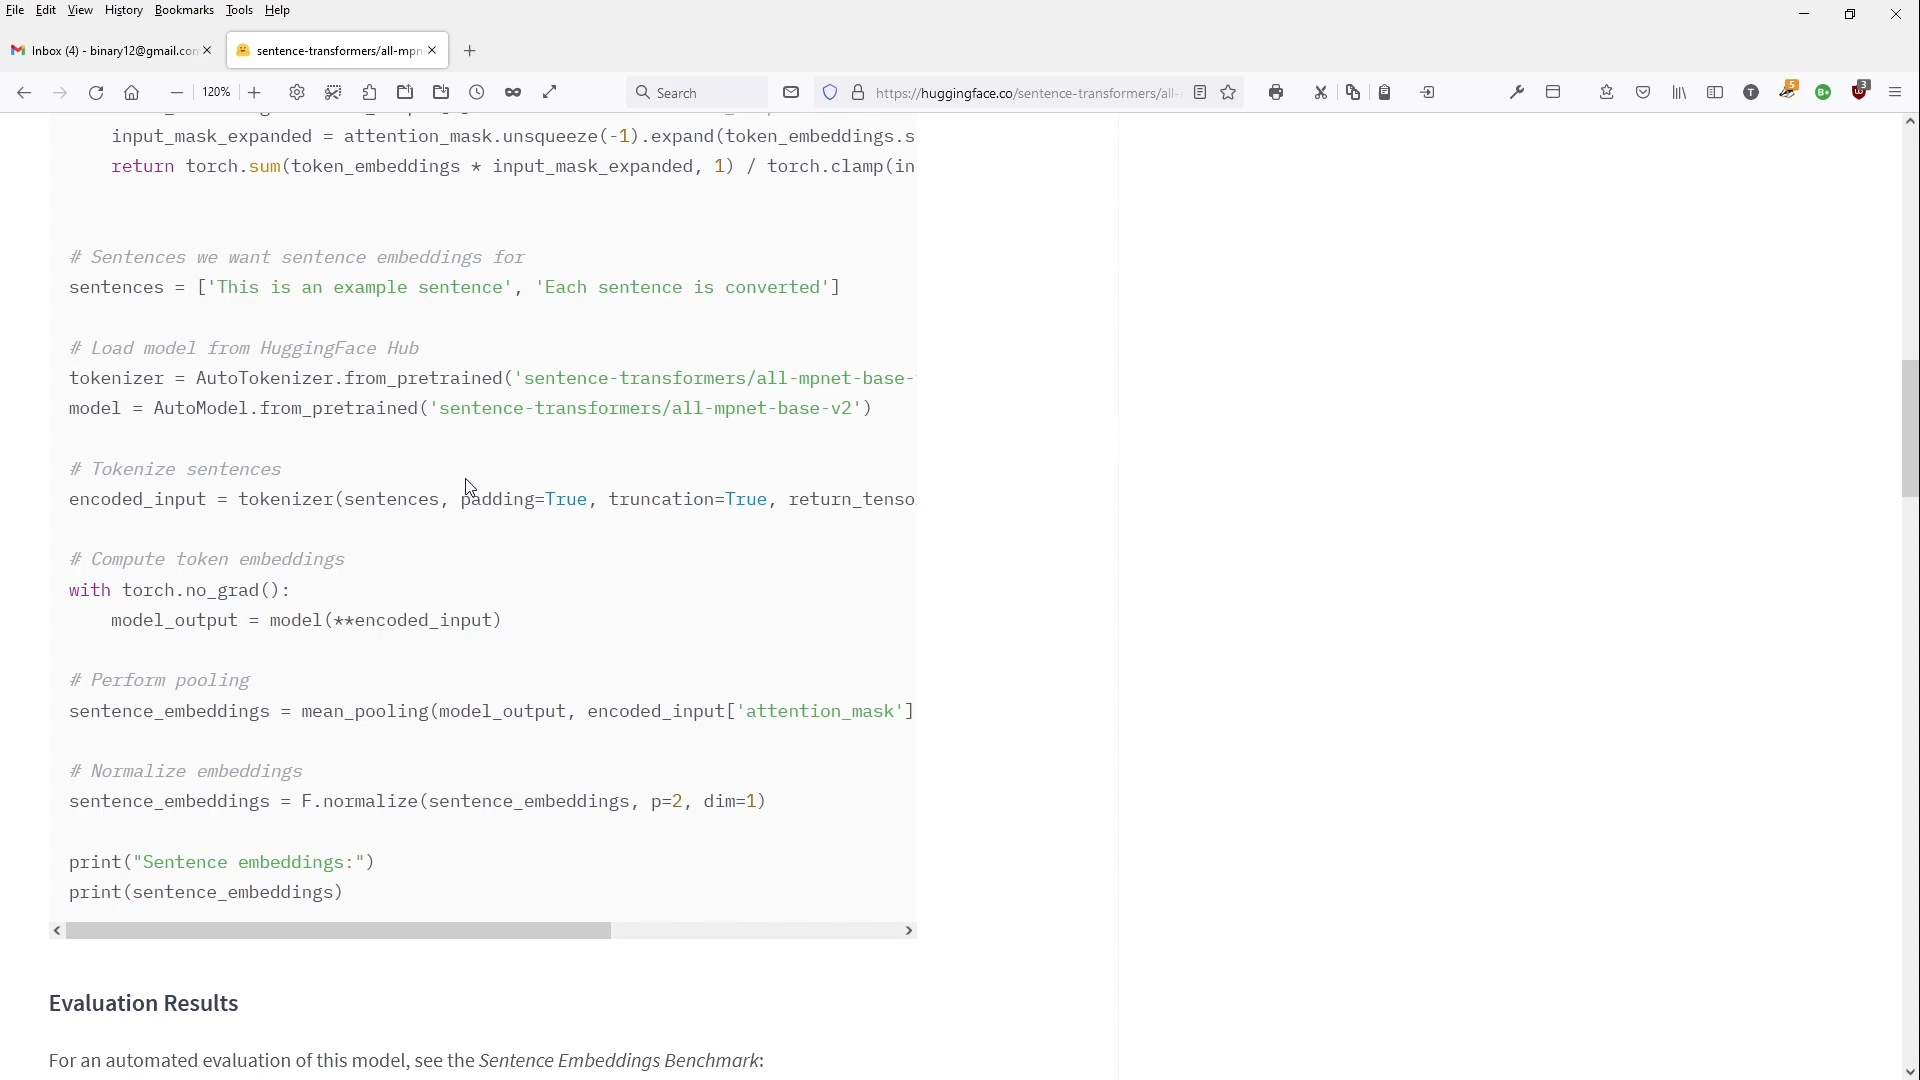 File Edit View History Bookmarks Tools Help
Inbox (4) - binary12@gmail.con
sentence-transformers/all-mpn
120%
Search
https://huggingface.co/sentence-transformers/all-
input_mask_expanded = attention_mask.unsqueeze(-1).expand(token_embeddings.s
return torch.sum(token_embeddings * input_mask_expanded, 1) / torch.clamp(in
# Sentences we want sentence embeddings for
sentences = ['This is an example sentence', 'Each sentence is converted']
# Load model from HuggingFace Hub
tokenizer = AutoTokenizer.from_pretrained('sentence-transformers/all-mpnet-base-
model = AutoModel.from_pretrained('sentence-transformers/all-mpnet-base-v2')
# Tokenize sentences
encoded_input = tokenizer(sentences, padding=True, truncation=True, return_tenso
# Compute token embeddings
with torch.no_grad():
model_output = model(**encoded_input)
# Perform pooling
sentence_embeddings = mean_pooling(model_output, encoded_input['attention_mask']
# Normalize embeddings
sentence_embeddings = F.normalize(sentence_embeddings, p=2, dim=1)
print("Sentence embeddings:")
print(sentence_embeddings)
Evaluation Results
For an automated evaluation of this model, see the Sentence Embeddings Benchmark: